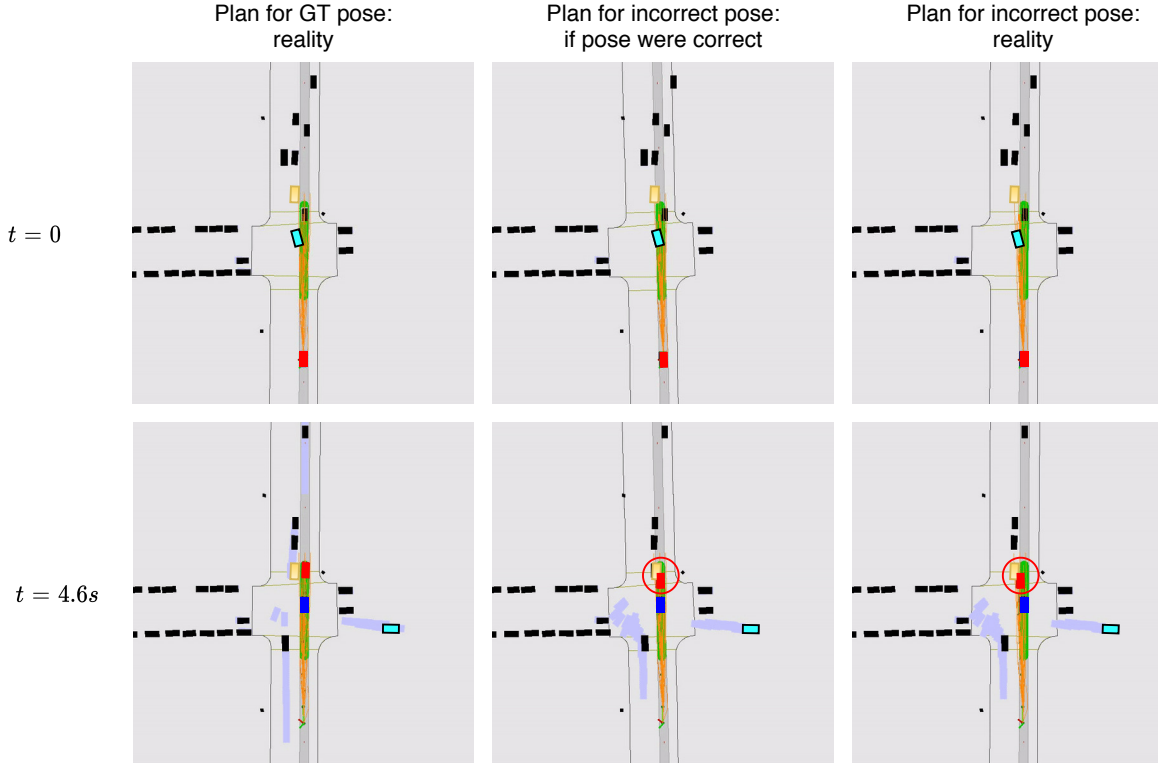 Plan for GT pose:
reality
Plan for incorrect pose:
if pose were correct
Plan for incorrect pose:
reality
t = 0
t = 4.6s